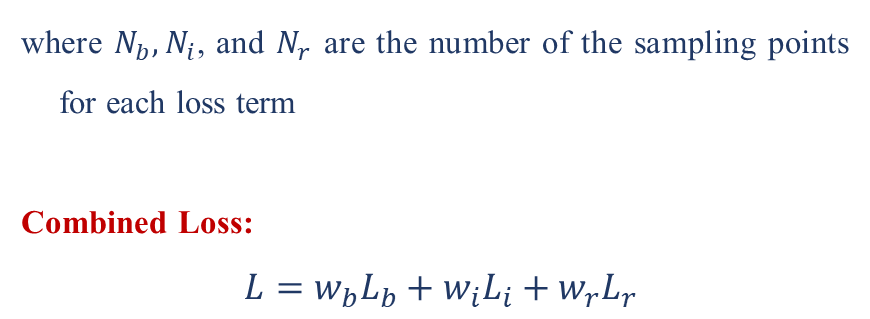 where N_b, N_i, and N_r are the number of the sampling points
for each loss term
Combined Loss:
L = w_b L_b + w_i L_i + w_r L_r